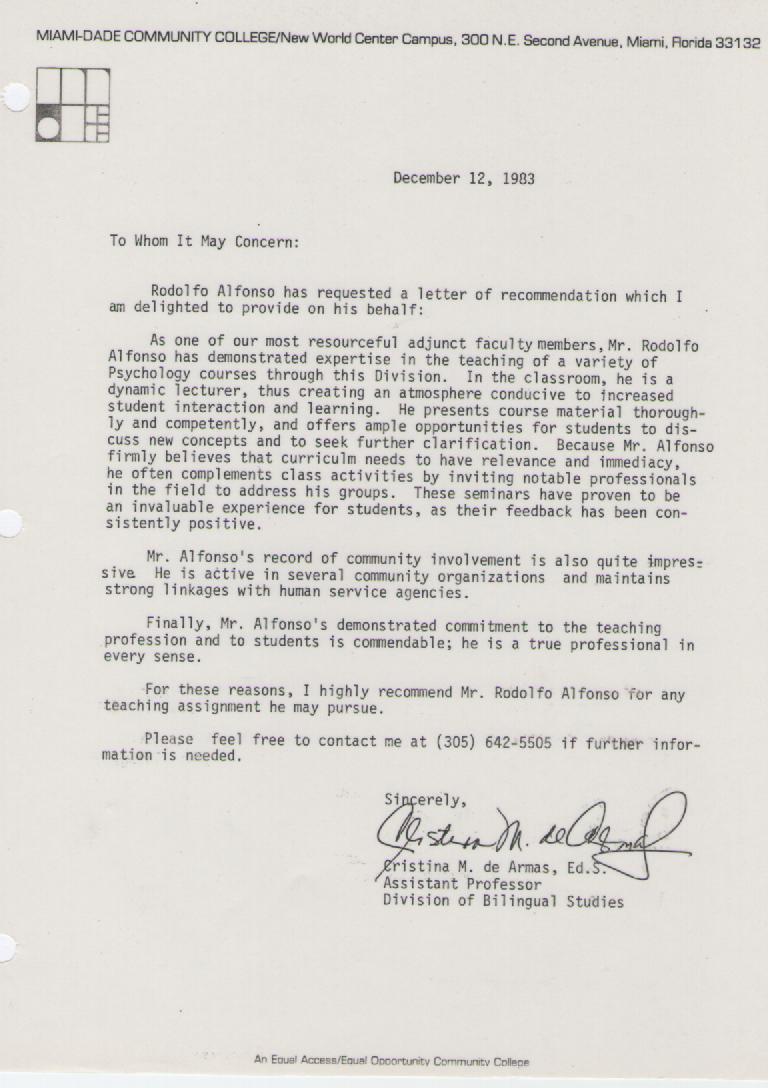 MIAMI-DADE COMMUNITY COLLEGE/New World Center Campus, 300 N.E. Second Avenue, Miami, Florida 33132
December 12, 1983
To Whom It May Concern:
Rodolfo Alfonso has requested a letter of recommendation which I
am delighted to provide on his behalf:
As one of our most resourceful adjunct faculty members, Mr. Rodolfo
Alfonso has demonstrated expertise in the teaching of a variety of
Psychology courses through this Division. In the classroom, he is a
dynamic lecturer, thus creating an atmosphere conducive to increased
student interaction and learning. He presents course material thorough-
ly and competently, and offers ample opportunities for students to dis-
cuss new concepts and to seek further clarification. Because Mr. Alfonso
firmly believes that curriculm needs to have relevance and immediacy,
he often complements class activities by inviting notable professionals
in the field to address his groups. These seminars have proven to be
an invaluable experience for students, as their feedback has been con-
sistently positive.
Mr. Alfonso's record of community involvement is also quite impres-
sive. He is active in several community organizations and maintains
strong linkages with human service agencies.
Finally, Mr. Alfonso's demonstrated commitment to the teaching
profession and to students is commendable; he is a true professional in
every sense.
For these reasons, I highly recommend Mr. Rodolfo Alfonso for any
teaching assignment he may pursue.
Please feel free to contact me at (305) 642-5505 if further infor-
mation is needed.
Sincerely,
Cristina M. de Armas
Cristina M. de Armas, Ed.S.
Assistant Professor
Division of Bilingual Studies
An Equal Access/Equal Opportunity Community College